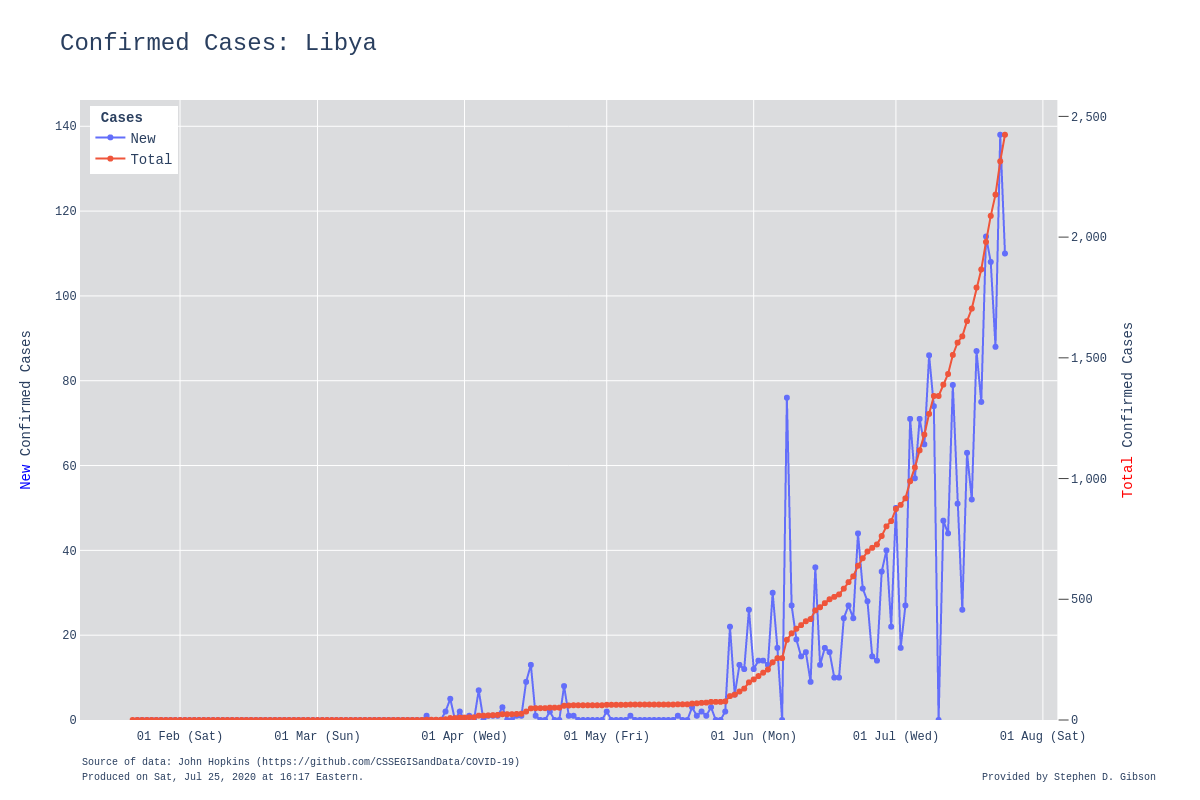 Confirmed Cases: Libya
Cases
New
Total
140
120
100
80
60
40
20
0
2,500
2,000
1,500
1,000
500
0
New Confirmed Cases
Total Confirmed Cases
01 Feb (Sat)
01 Mar (Sun)
01 Apr (Wed)
01 May (Fri)
01 Jun (Mon)
01 Jul (Wed)
01 Aug (Sat)
Source of data: John Hopkins (https://github.com/CSSEGISandData/COVID-19)
Produced on Sat, Jul 25, 2020 at 16:17 Eastern.
Provided by Stephen D. Gibson